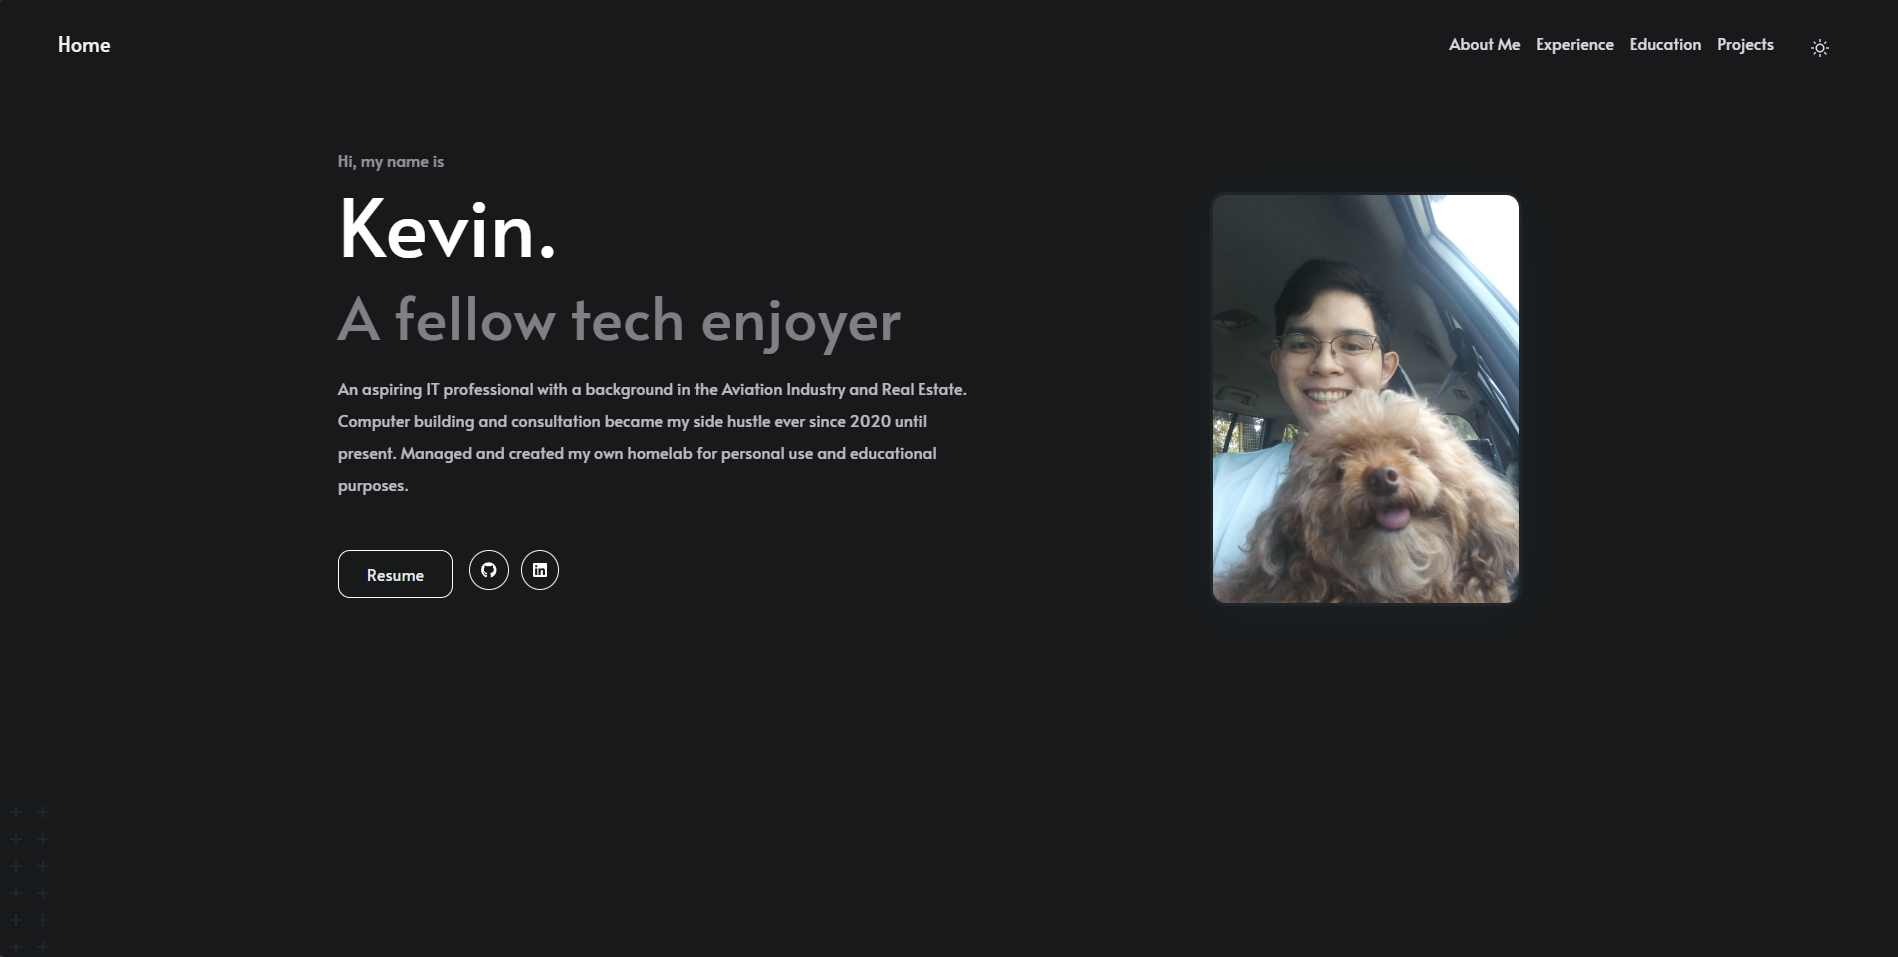 Home
About Me Experience Education Projects
Hi, my name is
Kevin.
A fellow tech enjoyer
An aspiring IT professional with a background in the Aviation Industry and Real Estate.
Computer building and consultation became my side hustle ever since 2020 until
present. Managed and created my own homelab for personal use and educational
purposes.
Resume